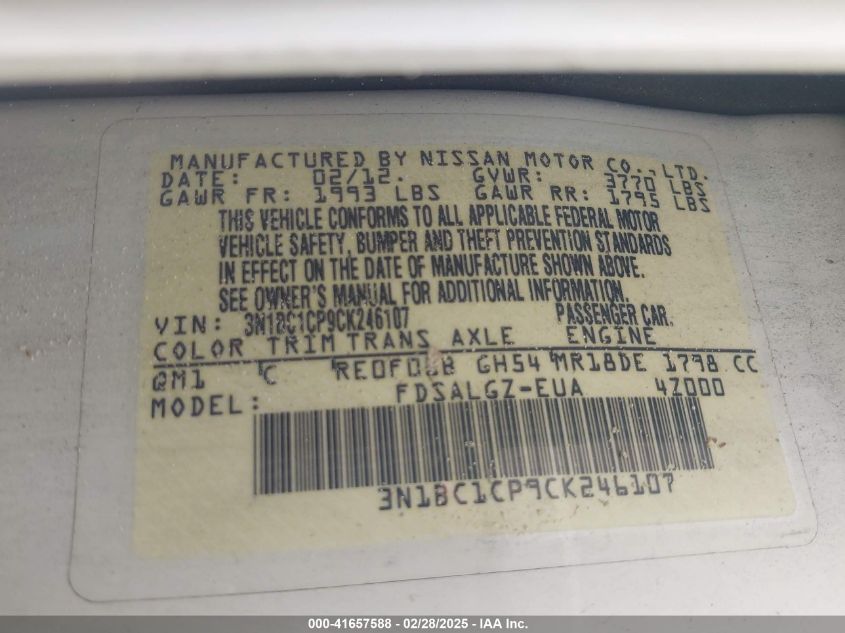 MANUFACTURED BY NISSAN MOTOR CO., LTD.
DATE: 02/12. GVWR: 3770 LBS
GAWR FR: 1993 LBS GAWR RR: 1795 LBS
THIS VEHICLE CONFORMS TO ALL APPLICABLE FEDERAL MOTOR
VEHICLE SAFETY, BUMPER AND THEFT PREVENTION STANDARDS
IN EFFECT ON THE DATE OF MANUFACTURE SHOWN ABOVE.
SEE OWNER'S MANUAL FOR ADDITIONAL INFORMATION.
VIN: 3N1BC1CP9CK246107 PASSENGER CAR.
COLOR TRIM TRANS AXLE ENGINE
QM1 C RE0F08B GH54 MR18DE 1798 CC
MODEL: FDSALGZ-EUA 4Z000
3N1BC1CP9CK246107
000-41657588 - 02/28/2025 - IAA Inc.